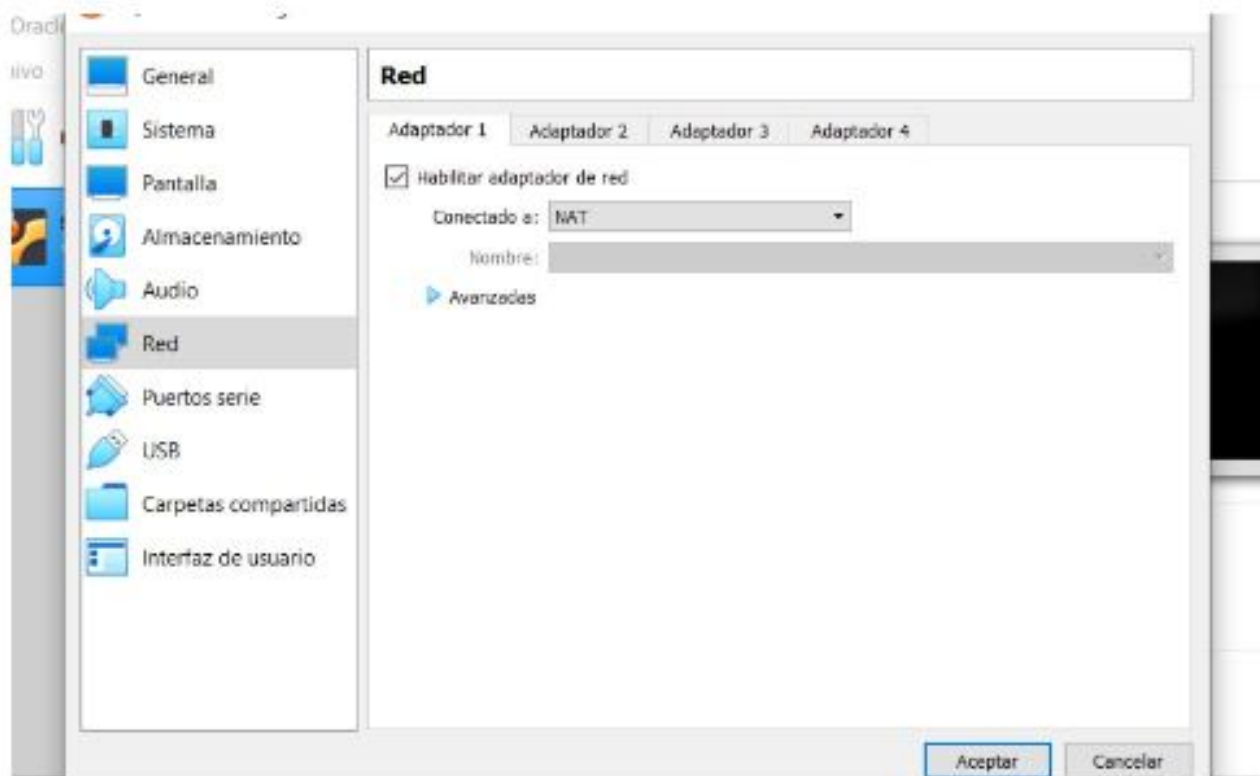 Oracle
General
Sistema
Pantalla
Almacenamiento
Audio
Red
Puertos serie
USB
Carpetas compartidas
Interfaz de usuario
Red
Adaptador 1 Adaptador 2 Adaptador 3 Adaptador 4
Habilitar adaptador de red
Conectado a: NAT
Nombre:
Avanzadas
Aceptar Cancelar